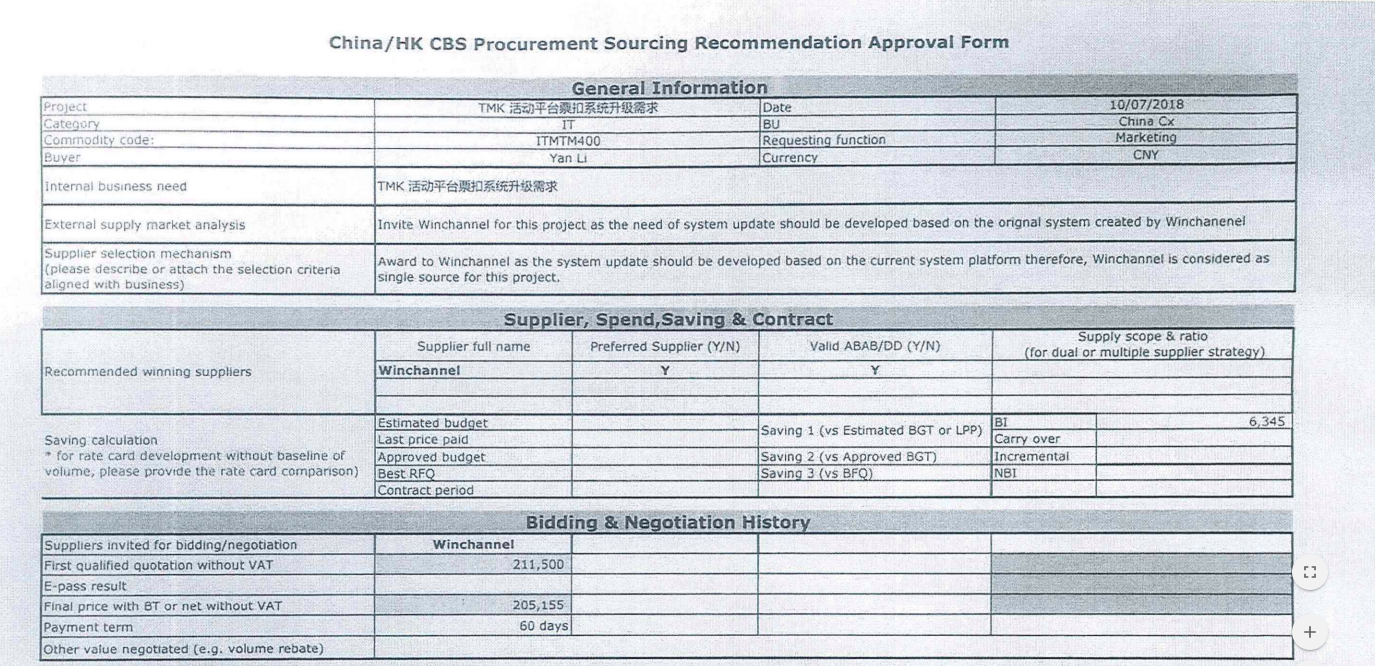 China/HK CBS Procurement Sourcing Recommendation Approval Form
General Information
Project TMK 活动平台票扣系统升级需求 Date 10/07/2018
Category IT BU China Cx
Commodity code: ITMTM400 Requesting function Marketing
Buyer Yan Li Currency CNY
Internal business need TMK 活动平台票扣系统升级需求
External supply market analysis Invite Winchannel for this project as the need of system update should be developed based on the orignal system created by Winchanenel
Supplier selection mechanism
(please describe or attach the selection criteria
aligned with business)
Award to Winchannel as the system update should be developed based on the current system platform therefore, Winchannel is considered as
single source for this project.
Supplier, Spend,Saving & Contract
Supplier full name Preferred Supplier (Y/N) Valid ABAB/DD (Y/N) Supply scope & ratio
(for dual or multiple supplier strategy)
Recommended winning suppliers Winchannel Y Y
Saving calculation
* for rate card development without baseline of
volume, please provide the rate card comparison)
Estimated budget Saving 1 (vs Estimated BGT or LPP) BI 6,345
Last price paid Carry over
Approved budget Saving 2 (vs Approved BGT) Incremental
Best RFQ Saving 3 (vs BFQ) NBI
Contract period
Bidding & Negotiation History
Suppliers invited for bidding/negotiation Winchannel
First qualified quotation without VAT 211,500
E-pass result
Final price with BT or net without VAT 205,155
Payment term 60 days
Other value negotiated (e.g. volume rebate)